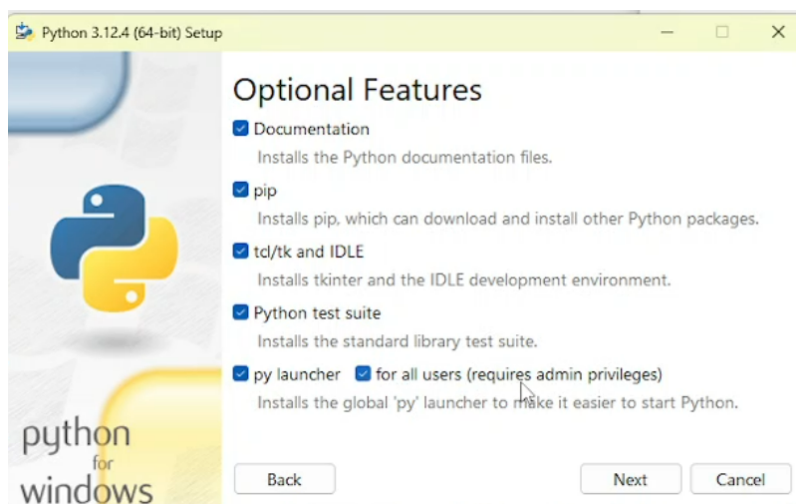 Python 3.12.4 (64-bit) Setup
Optional Features
Documentation
Installs the Python documentation files.
pip
Installs pip, which can download and install other Python packages.
tcl/tk and IDLE
Installs tkinter and the IDLE development environment.
Python test suite
Installs the standard library test suite.
py launcher for all users (requires admin privileges)
Installs the global 'py' launcher to make it easier to start Python.
python
for
windows
Back Next Cancel